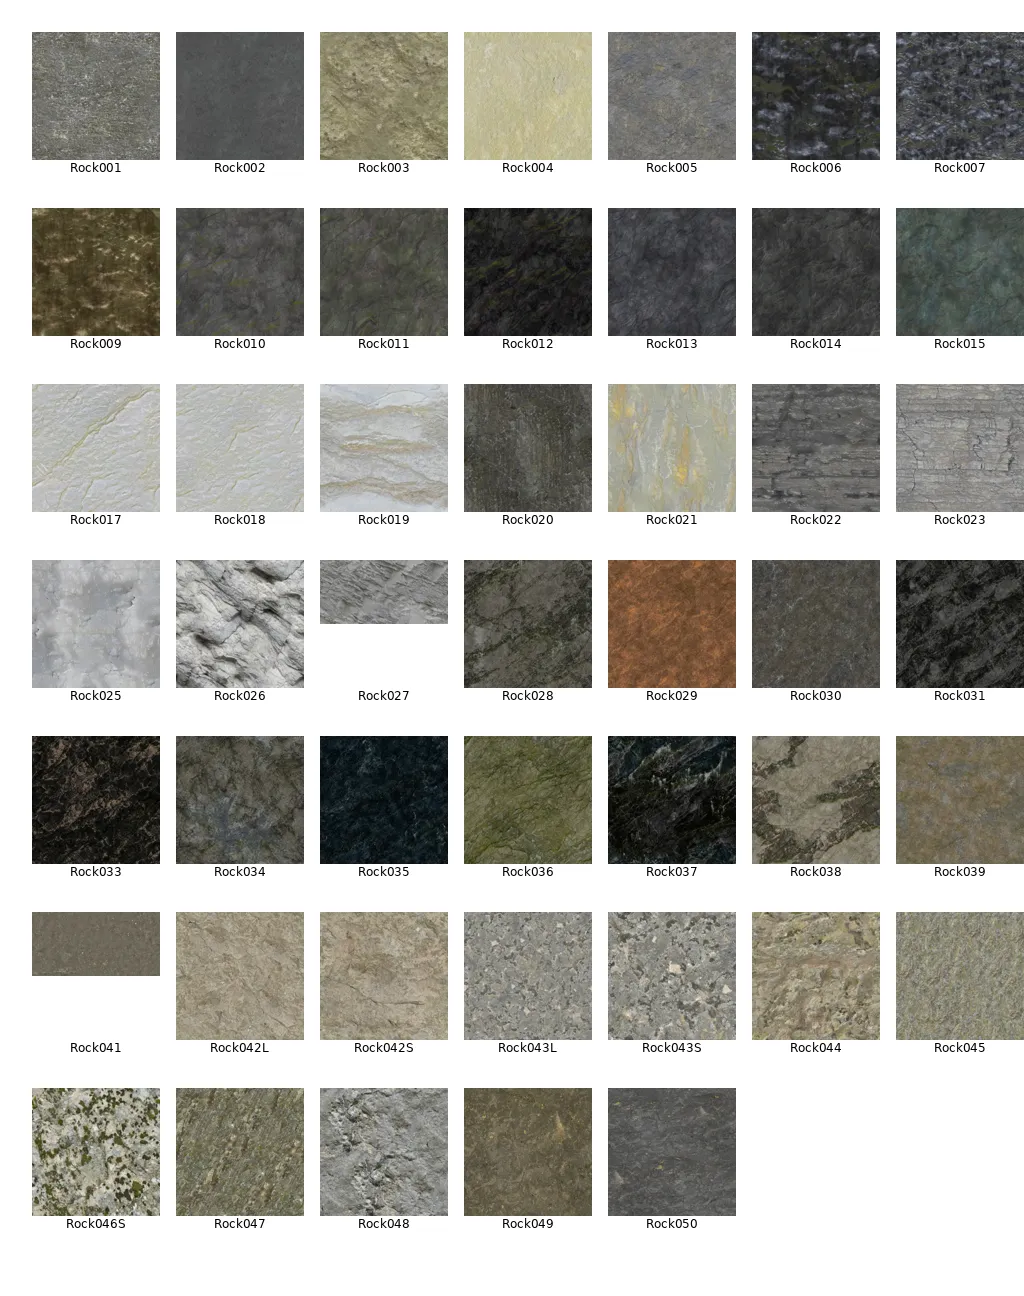 Rock001 Rock002 Rock003 Rock004 Rock005 Rock006 Rock007
Rock009 Rock010 Rock011 Rock012 Rock013 Rock014 Rock015
Rock017 Rock018 Rock019 Rock020 Rock021 Rock022 Rock023
Rock025 Rock026 Rock027 Rock028 Rock029 Rock030 Rock031
Rock033 Rock034 Rock035 Rock036 Rock037 Rock038 Rock039
Rock041 Rock042L Rock042S Rock043L Rock043S Rock044 Rock045
Rock046S Rock047 Rock048 Rock049 Rock050